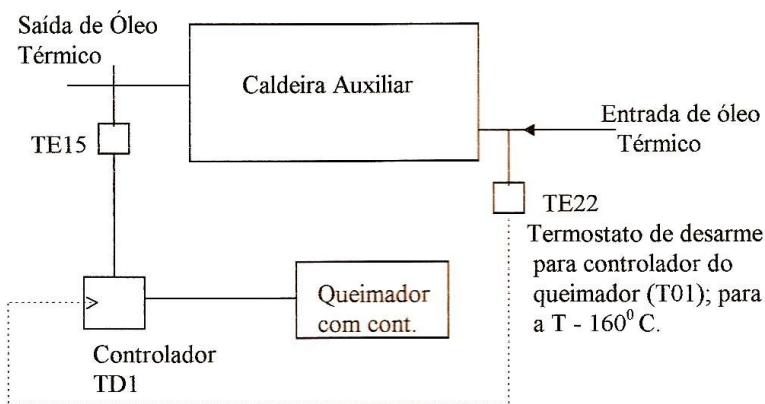 Saída de Óleo
Térmico
Caldeira Auxiliar
Entrada de óleo
Térmico
TE15
TE22
Termostato de desarme
para controlador do
queimador (T01); para
a T - 160⁰ C.
Queimador
com cont.
>
Controlador
TD1